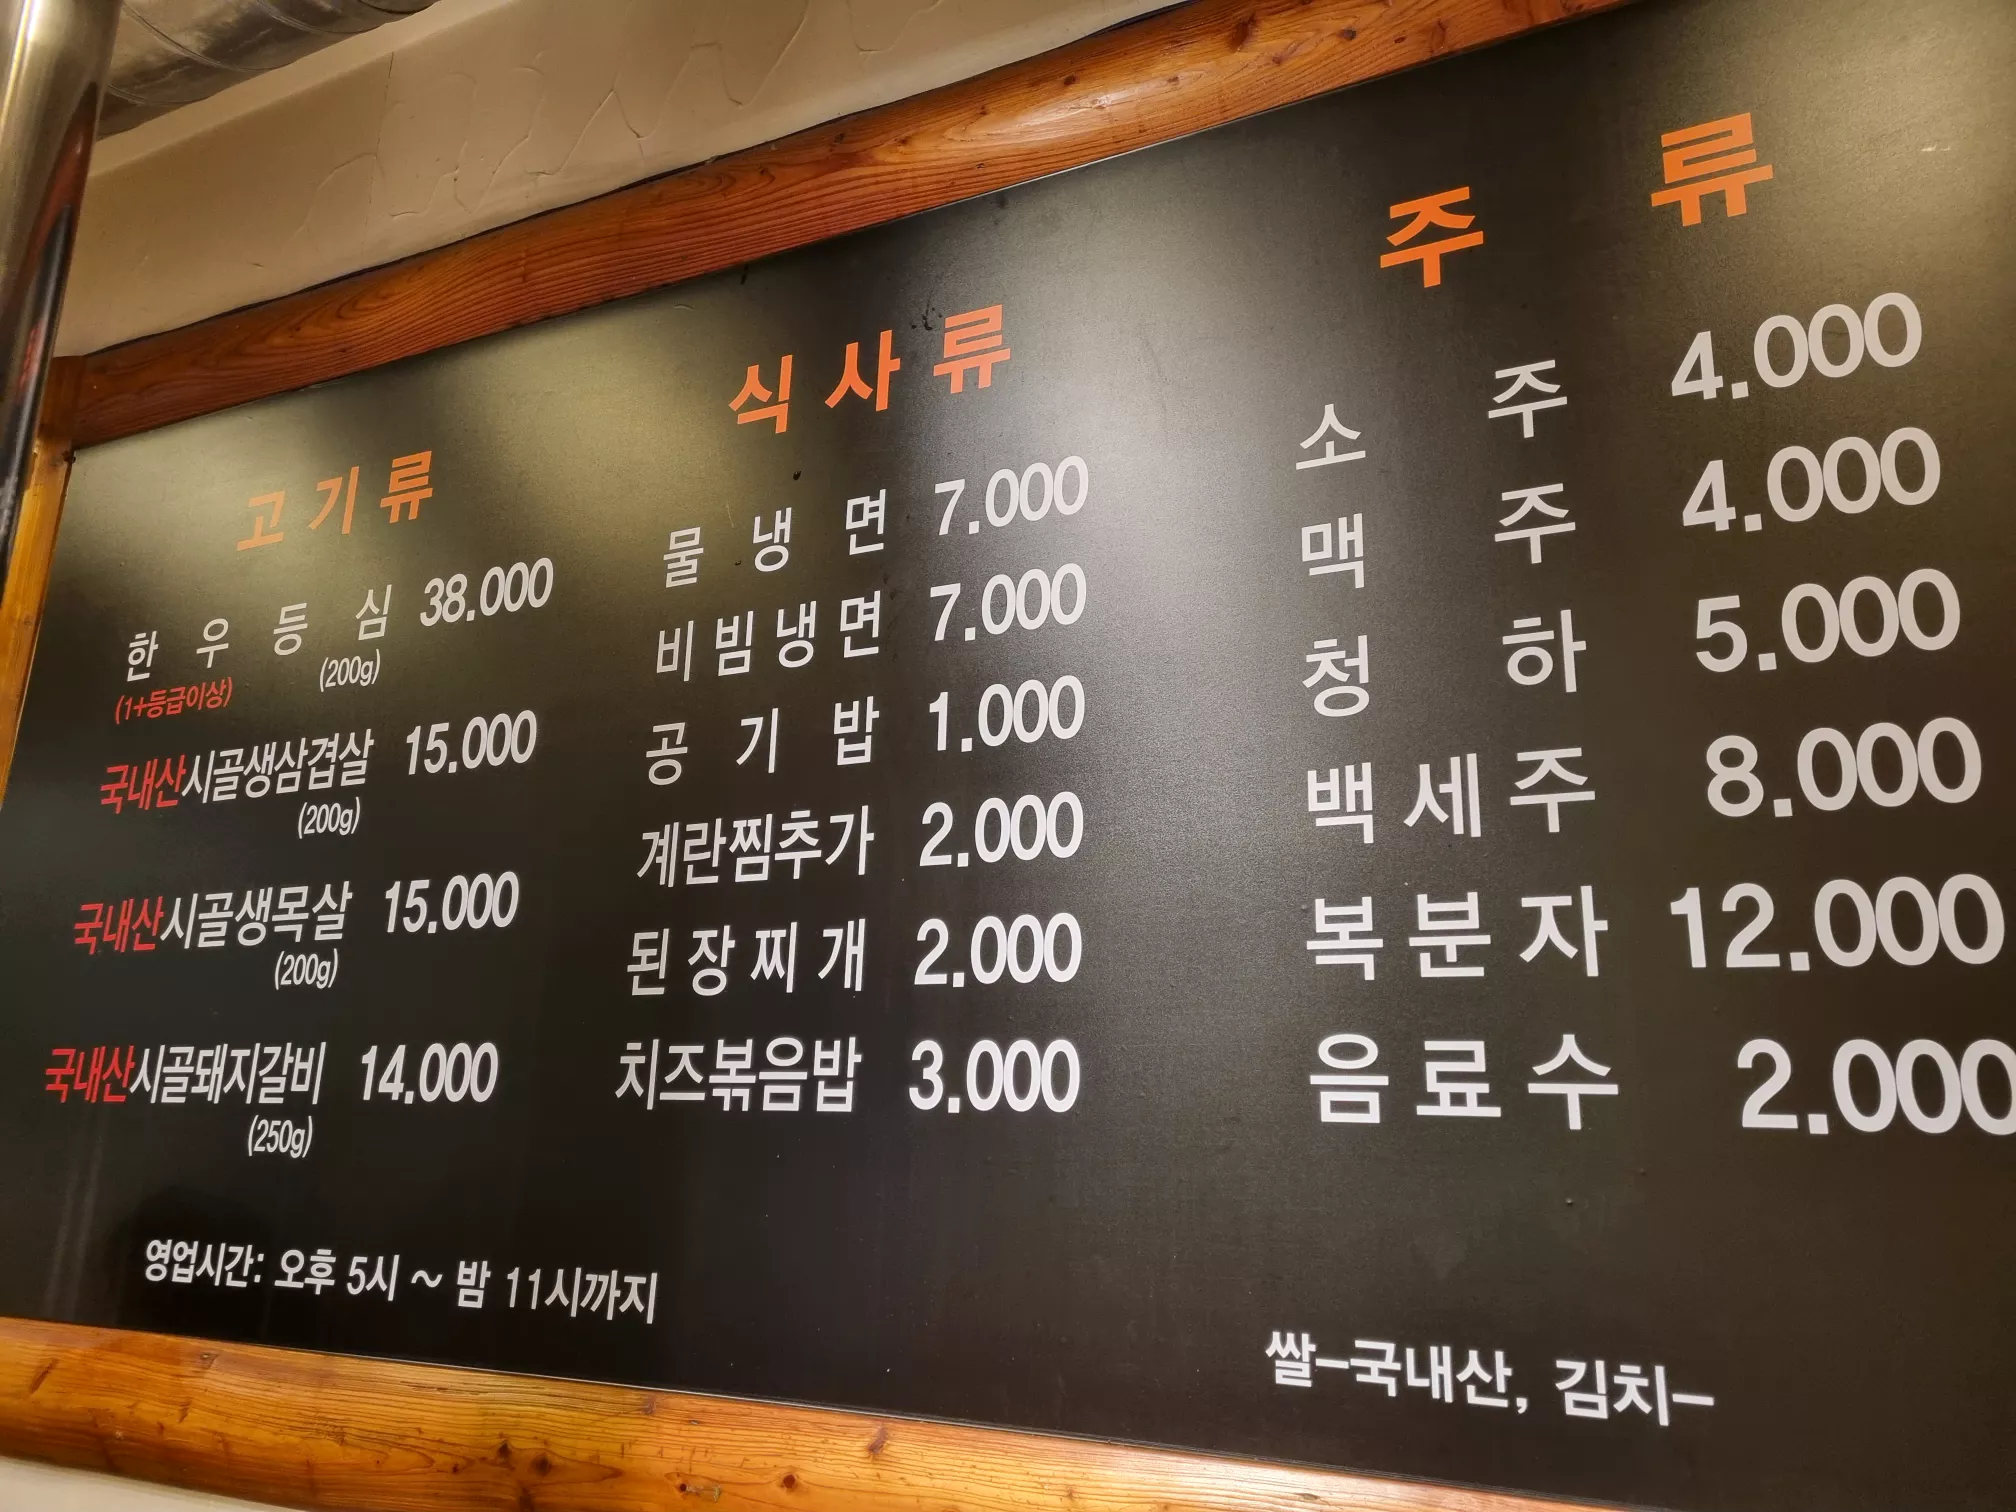 고기류
한우등심 38.000
(1+등급이상) (200g)
국내산시골생삼겹살 15.000
(200g)
국내산시골생목살 15.000
(200g)
국내산시골돼지갈비 14.000
(250g)
식사류
물냉면 7.000
비빔냉면 7.000
공기밥 1.000
계란찜추가 2.000
된장찌개 2.000
치즈볶음밥 3.000
주류
소주 4.000
맥주 4.000
청하 5.000
백세주 8.000
복분자 12.000
음료수 2.000
영업시간: 오후 5시 ~ 밤 11시까지
쌀-국내산, 김치-